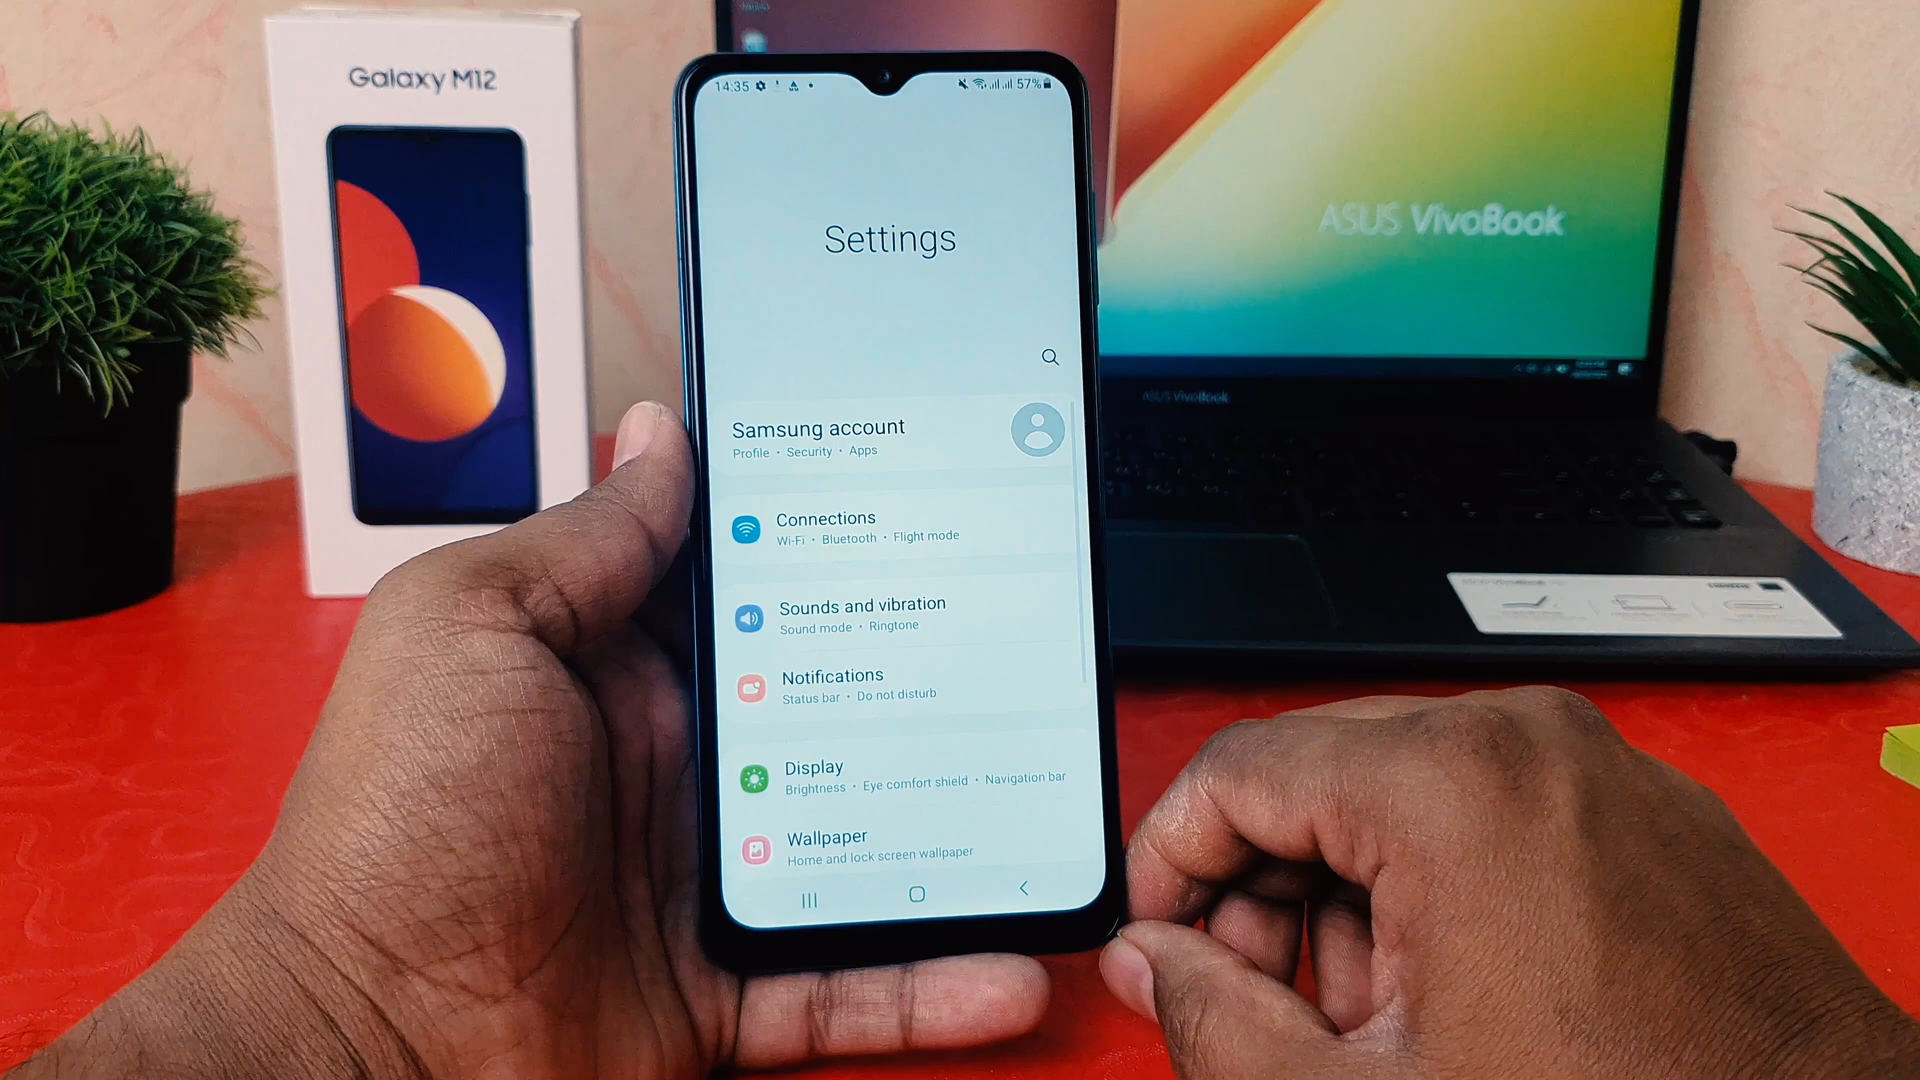 Galaxy M12
14:35
57%
Settings
Samsung account
Profile • Security • Apps
Connections
Wi-Fi • Bluetooth • Flight mode
Sounds and vibration
Sound mode • Ringtone
Notifications
Status bar • Do not disturb
Display
Brightness • Eye comfort shield • Navigation bar
Wallpaper
Home and lock screen wallpaper
ASUS VivoBook
ASUS VivoBook